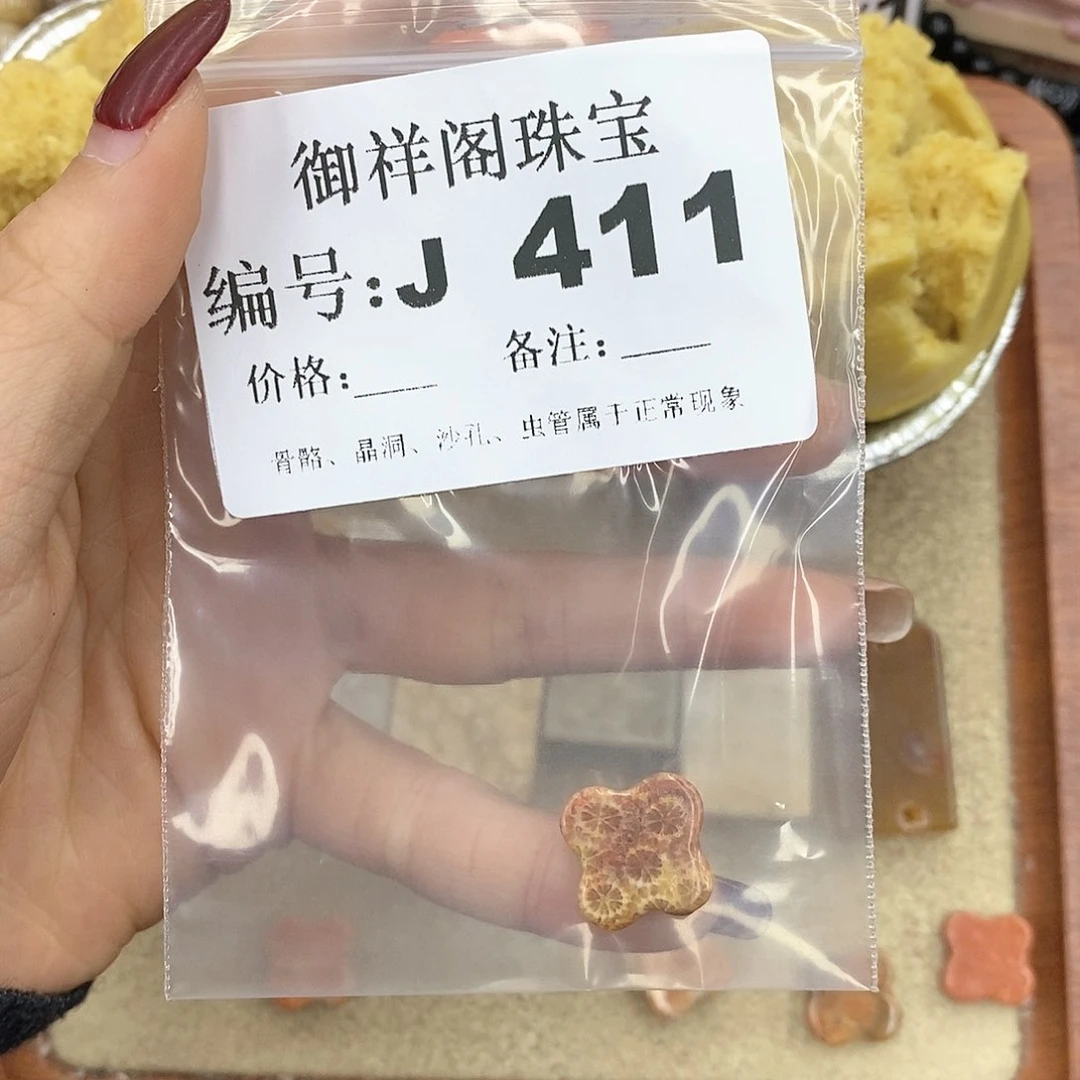 御祥阁珠宝
编号:J 411
价格:____ 备注:____
骨骼、晶洞、沙孔、虫管属于正常现象